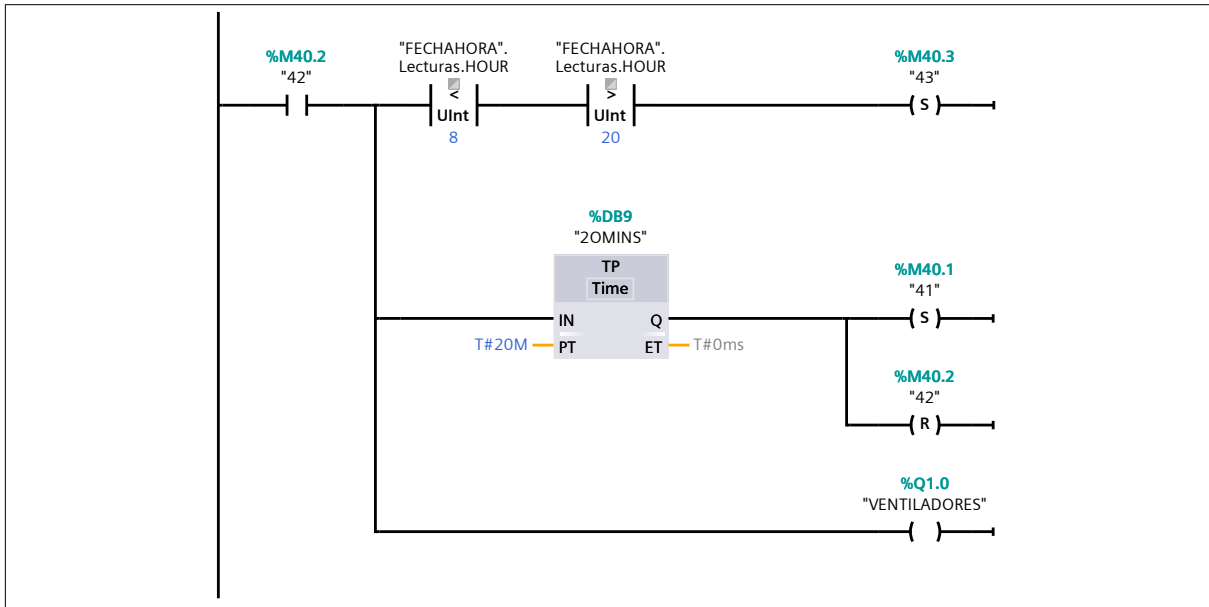 %M40.2
"42"
"FECHAHORA".
Lecturas.HOUR
<
UInt
8
"FECHAHORA".
Lecturas.HOUR
>
UInt
20
%M40.3
"43"
S
%DB9
"2OMINS"
TP
Time
IN
Q
T#20M
PT
ET
T#0ms
%M40.1
"41"
S
%M40.2
"42"
R
%Q1.0
"VENTILADORES"